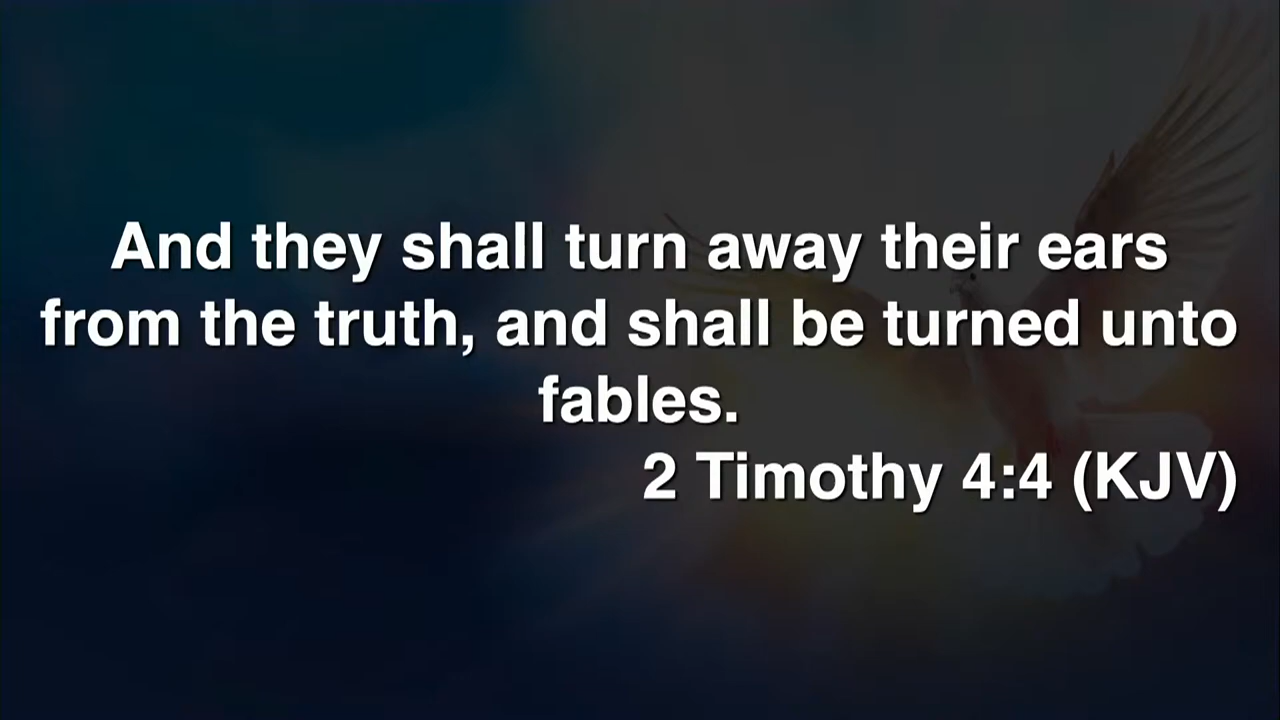 And they shall turn away their ears
from the truth, and shall be turned unto
fables.
2 Timothy 4:4 (KJV)